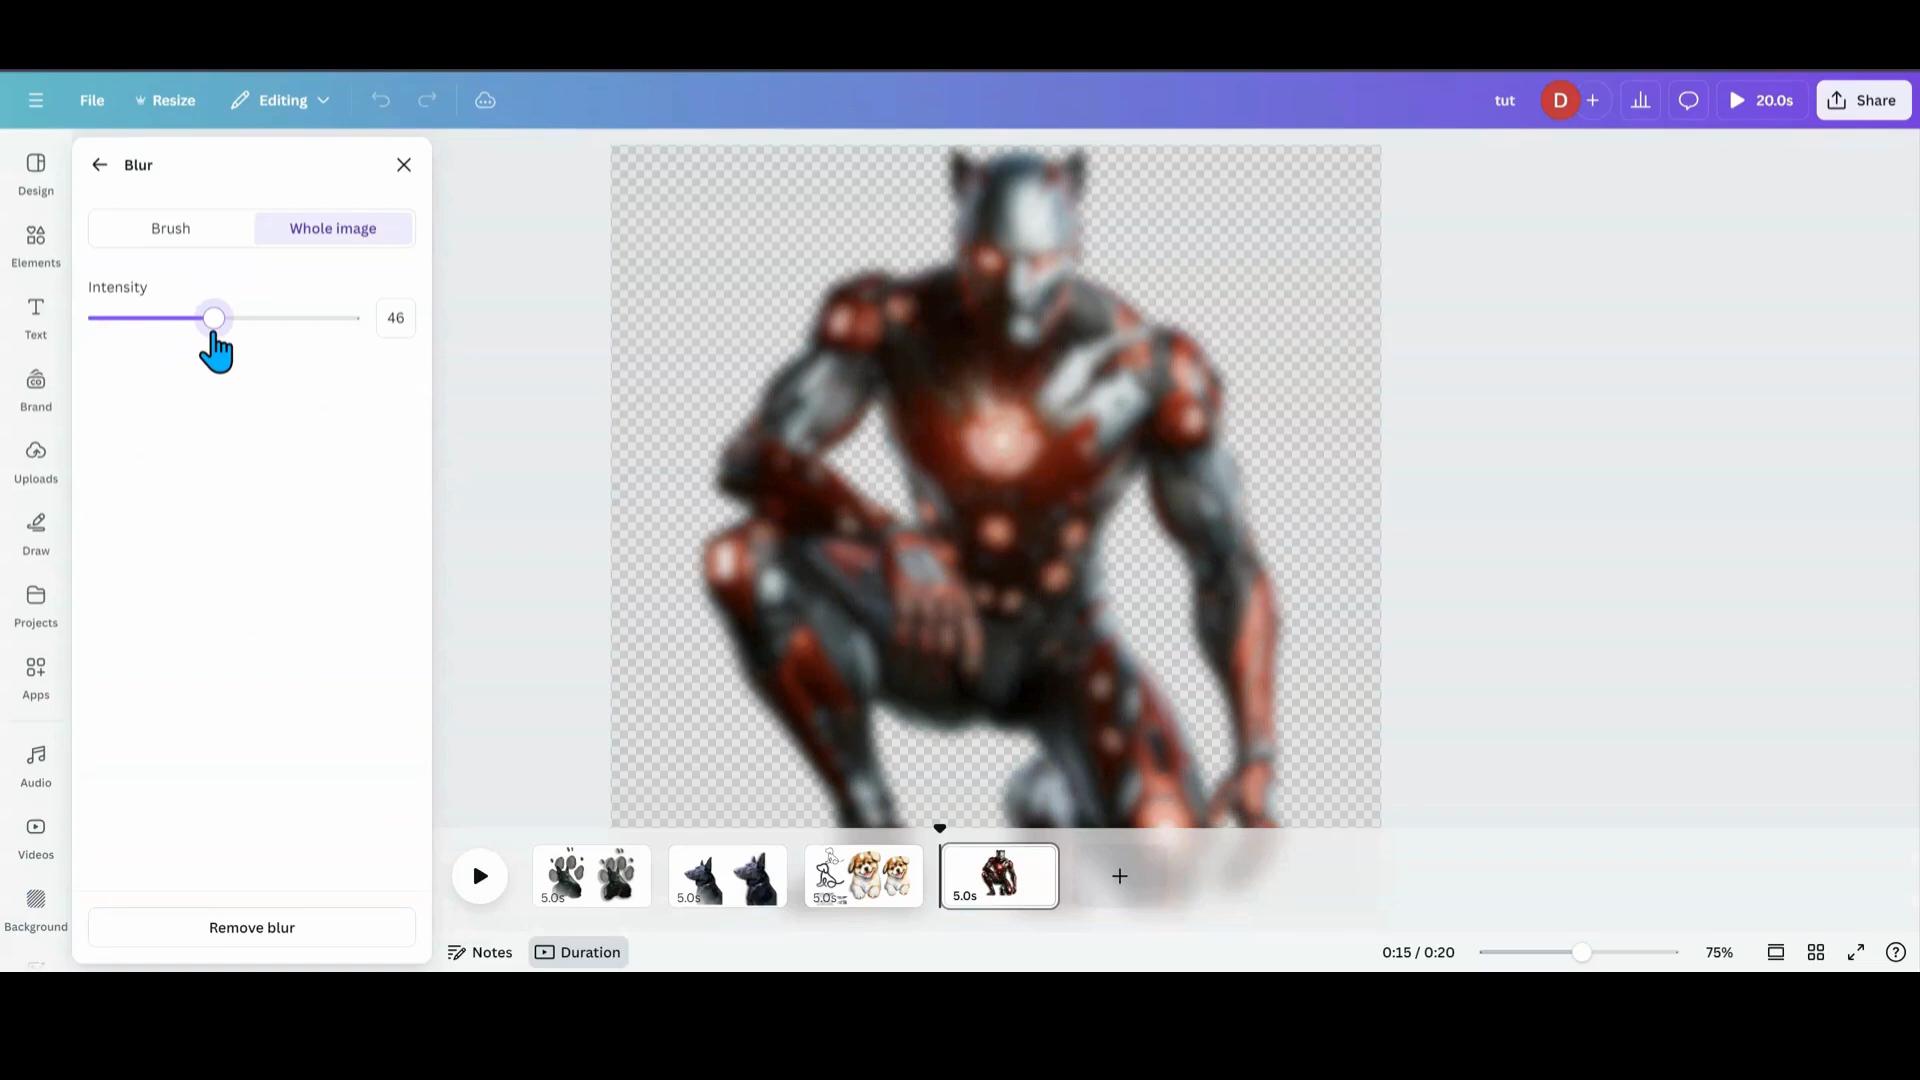 File
Resize
Editing
tut
D
20.0s
Share
Design
Elements
Text
Brand
Uploads
Draw
Projects
Apps
Audio
Videos
Background
Blur
Brush
Whole image
Intensity
46
Remove blur
5.0s
5.0s
5.0s
5.0s
Notes
Duration
0:15 / 0:20
75%